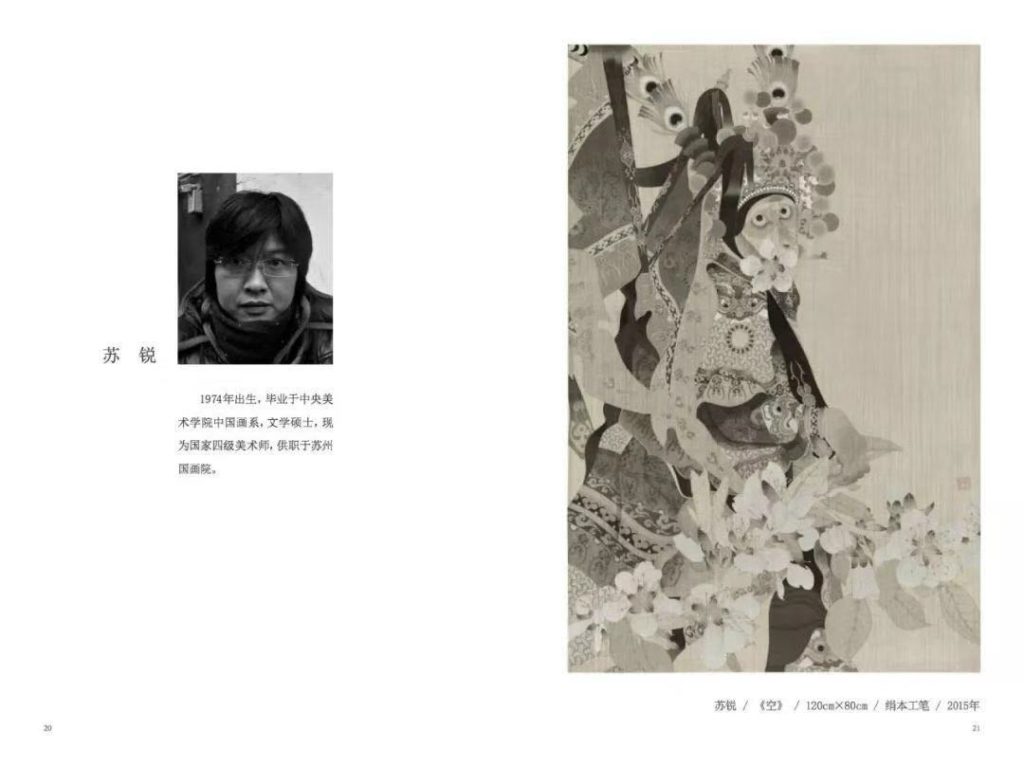 苏 锐
1974年出生，毕业于中央美
术学院中国画系，文学硕士，现
为国家四级美术师，供职于苏州
国画院。
苏锐 / 《空》 / 120cm×80cm / 绢本工笔 / 2015年
20
21